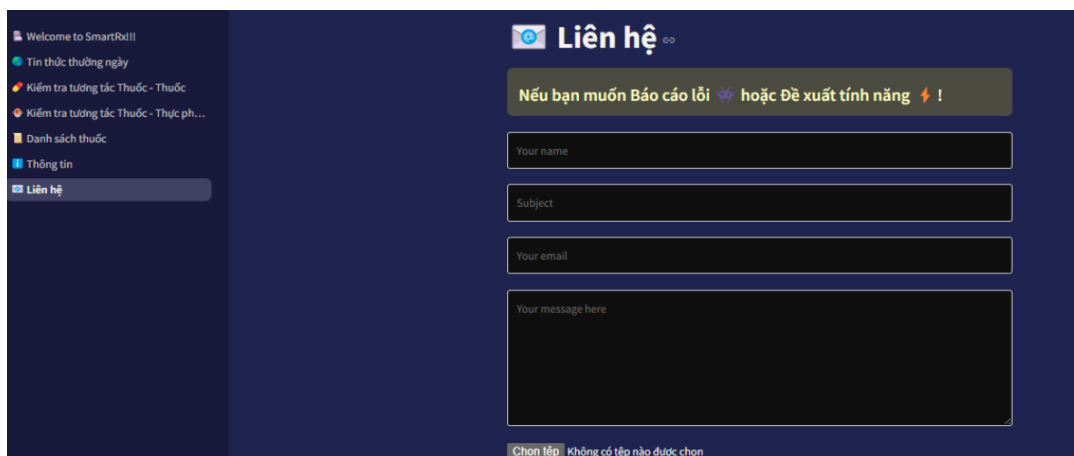 Welcome to SmartRx!!!
Tin thức thường ngày
Kiểm tra tương tác Thuốc - Thuốc
Kiểm tra tương tác Thuốc - Thực ph...
Danh sách thuốc
Thông tin
Liên hệ
Liên hệ
Nếu bạn muốn Báo cáo lỗi 👾 hoặc Đề xuất tính năng ⚡ !
Your name
Subject
Your email
Your message here
Chọn tệp Không có tệp nào được chọn